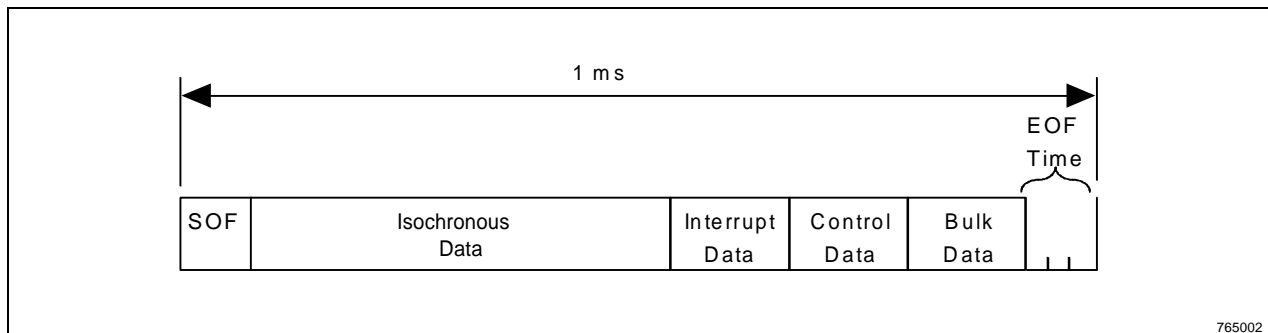 1 ms
EOF
Time
SOF
Isochronous
Data
Interrupt
Data
Control
Data
Bulk
Data
765002